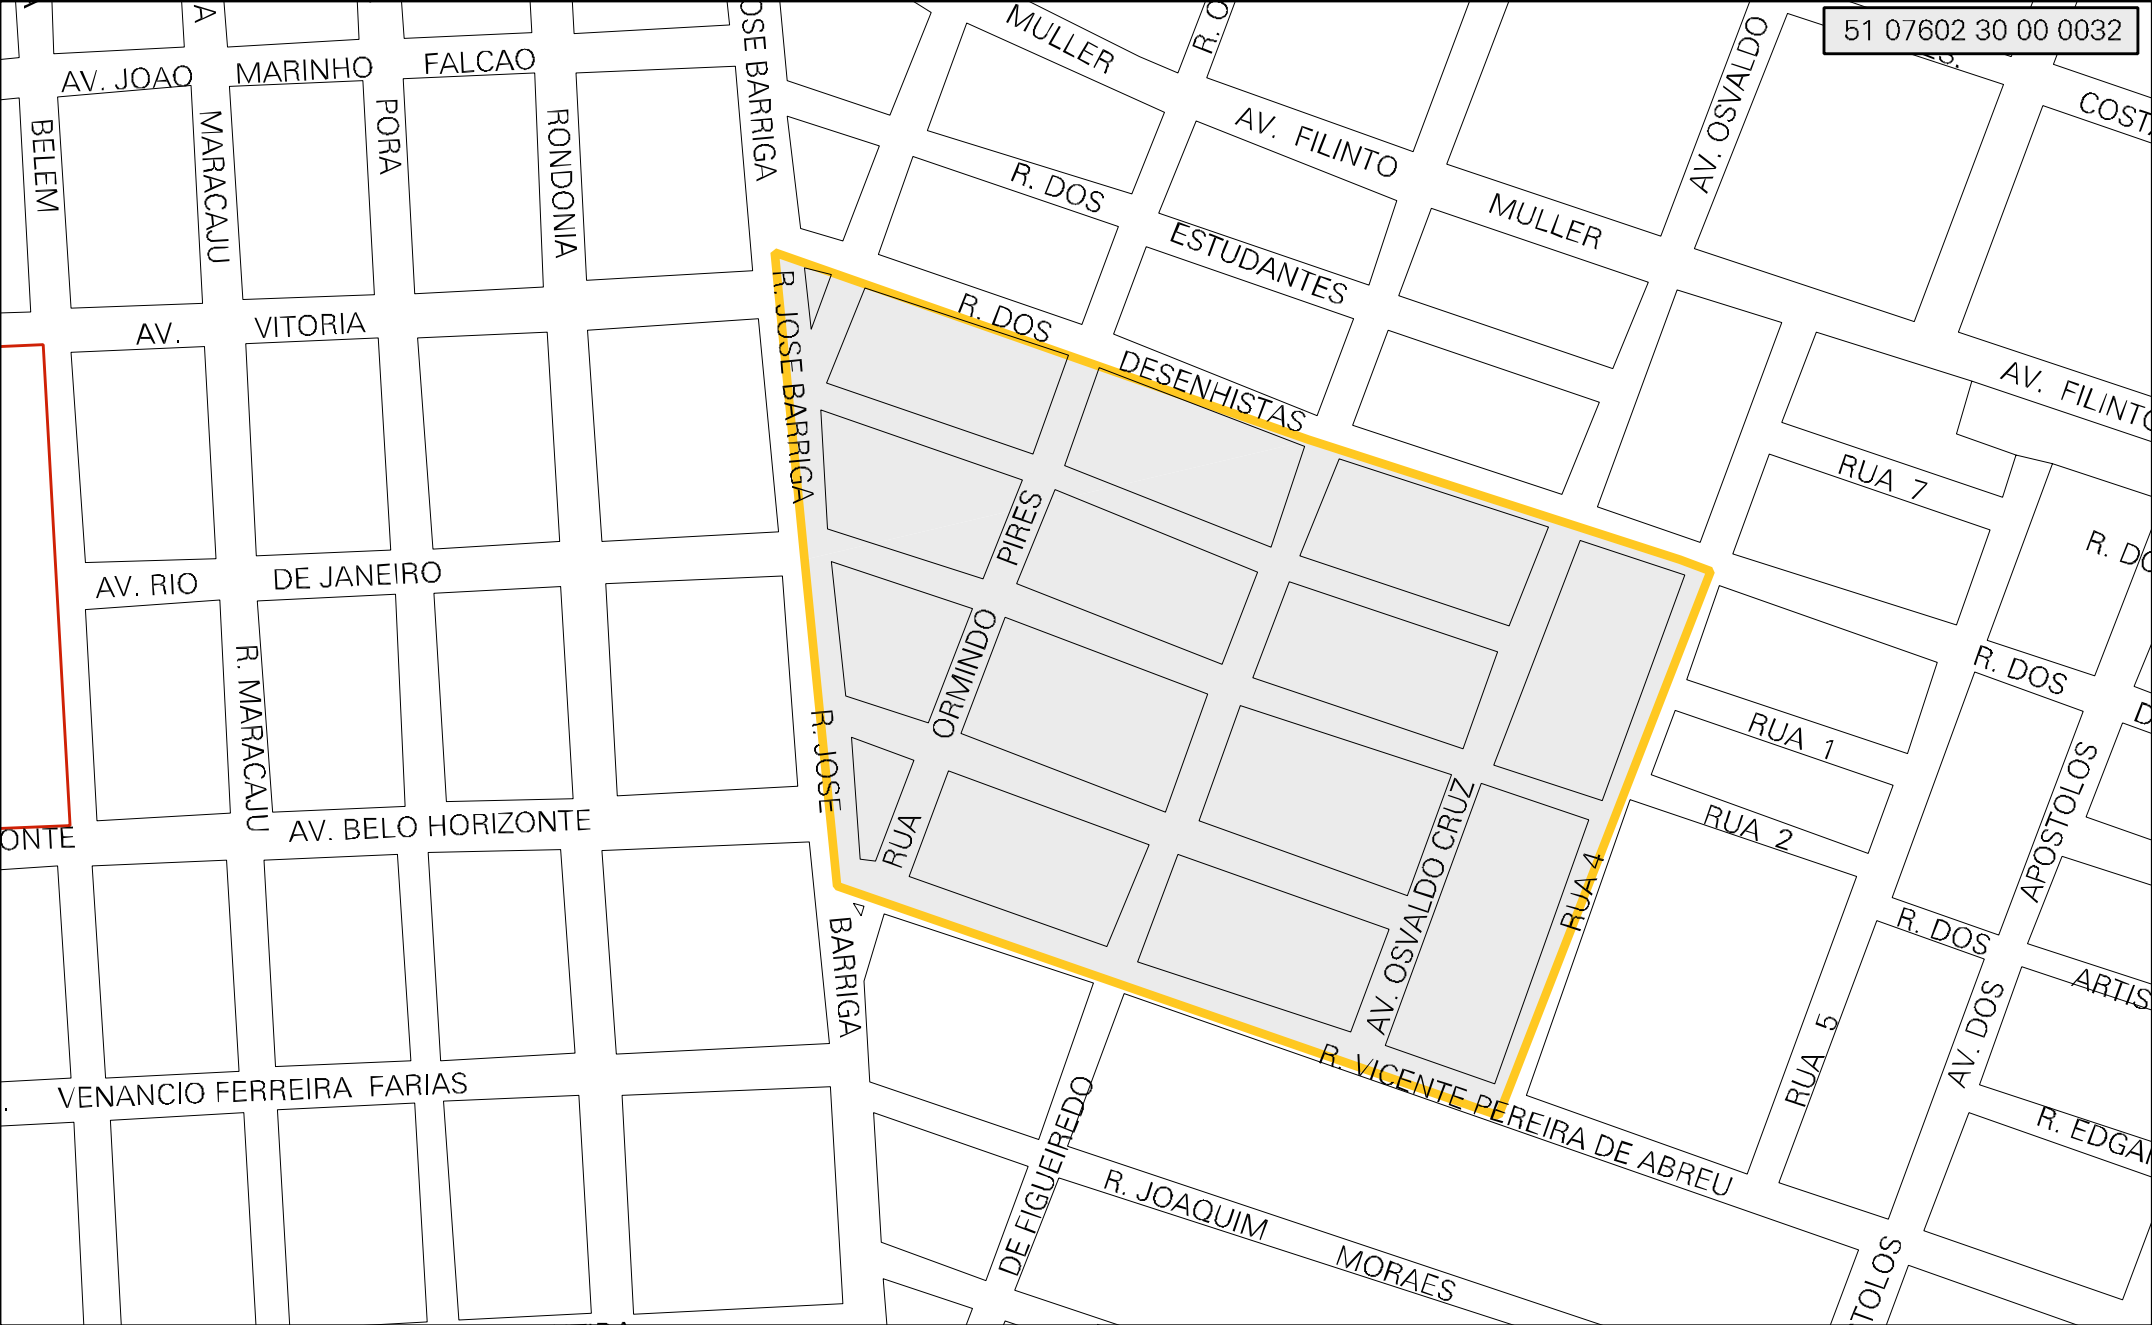 51 07602 30 00 0032
MULLER
R. O
AV. OSVALDO
COST
AV. JOAO MARINHO FALCAO
OSE BARRIGA
BELEM
MARACAJU
PORA
RONDONIA
AV. FILINTO
MULLER
R. DOS
ESTUDANTES
AV. VITORIA
R. DOS
DESENHISTAS
R. JOSE BARRIGA
AV. FILINTO
RUA 7
R. DO
PIRES
ORMINDO
RUA
AV. RIO DE JANEIRO
R. MARACAJU
R. JOSE
BARRIGA
R. DOS
RUA 1
RUA 2
RUA 4
AV. OSVALDO CRUZ
APOSTOLOS
AV. DOS
ONTE
AV. BELO HORIZONTE
R. DOS
ARTIS
RUA 5
R. VICENTE PEREIRA DE ABREU
VENANCIO FERREIRA FARIAS
DE FIGUEIREDO
R. EDGAR
R. JOAQUIM
MORAES
TOLOS